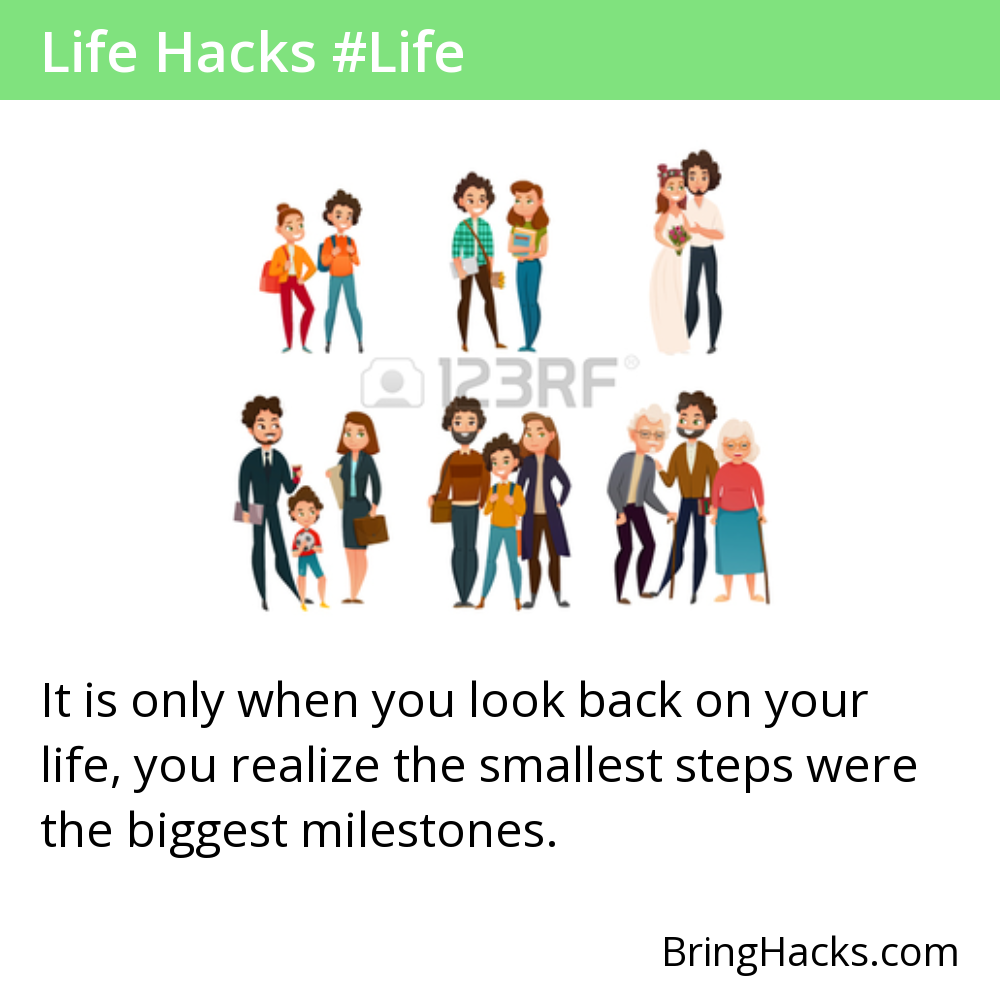 Life Hacks #Life
123RF®
It is only when you look back on your
life, you realize the smallest steps were
the biggest milestones.
BringHacks.com